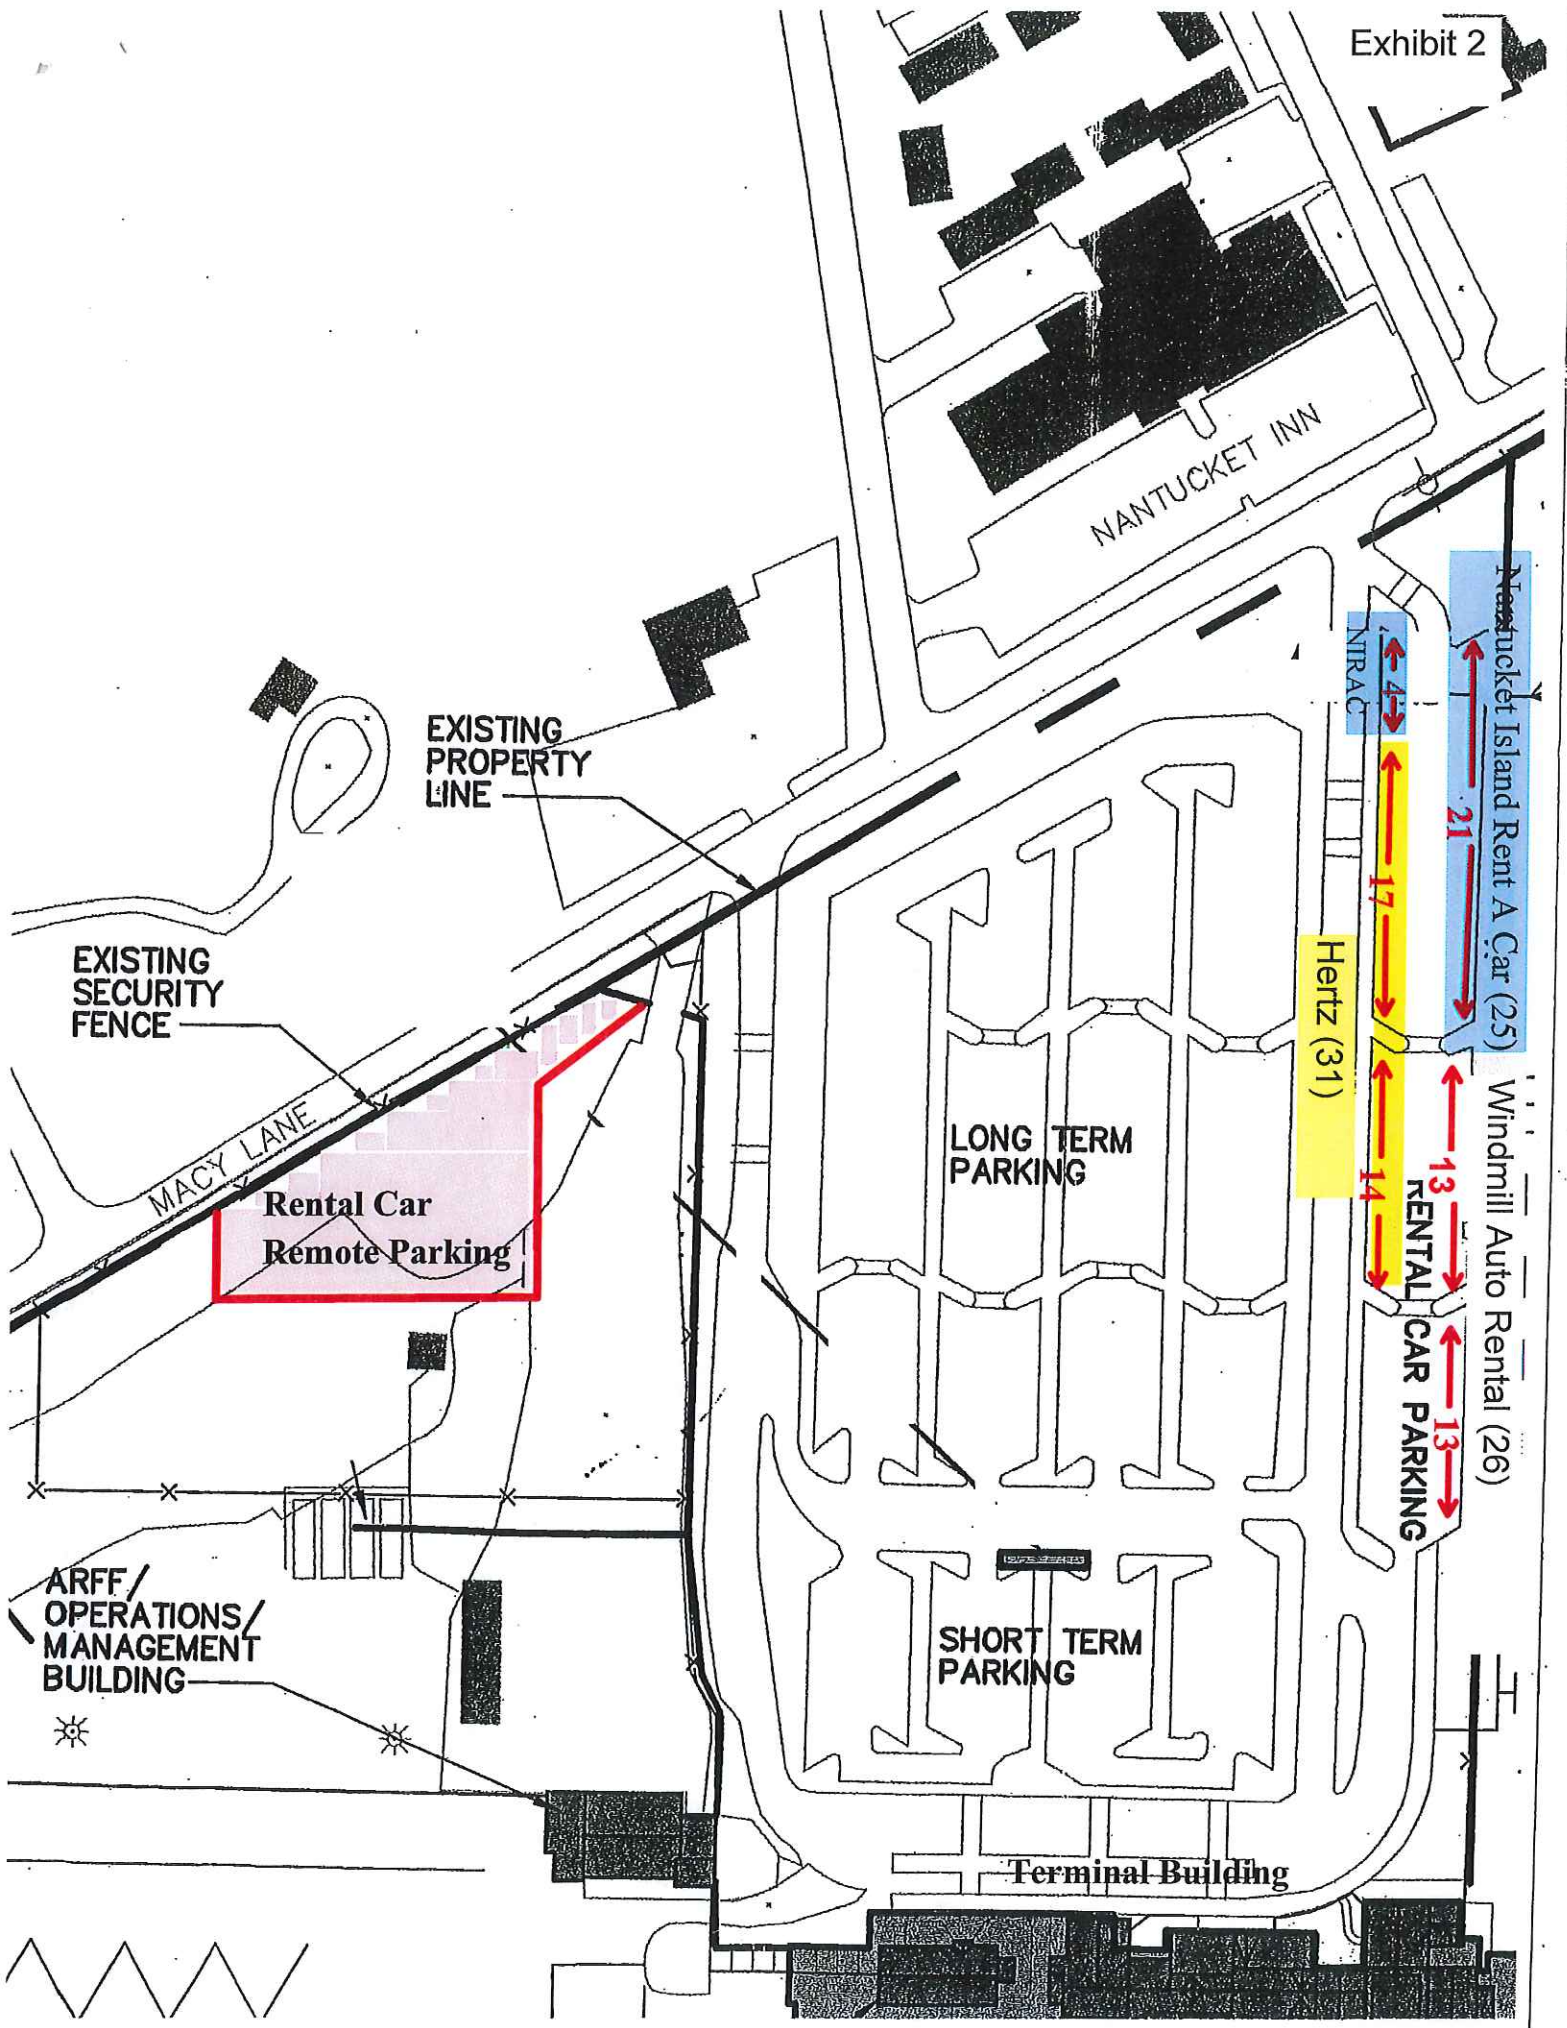 Exhibit 2
NANTUCKET INN
Nantucket Island Rent A Car (25)
NIRAC
4
21
17
Hertz (31)
14
13
13
Windmill Auto Rental (26)
RENTAL CAR PARKING
EXISTING
PROPERTY
LINE
EXISTING
SECURITY
FENCE
MACY LANE
Rental Car
Remote Parking
LONG TERM
PARKING
SHORT TERM
PARKING
ARFF/
OPERATIONS/
MANAGEMENT
BUILDING
Terminal Building